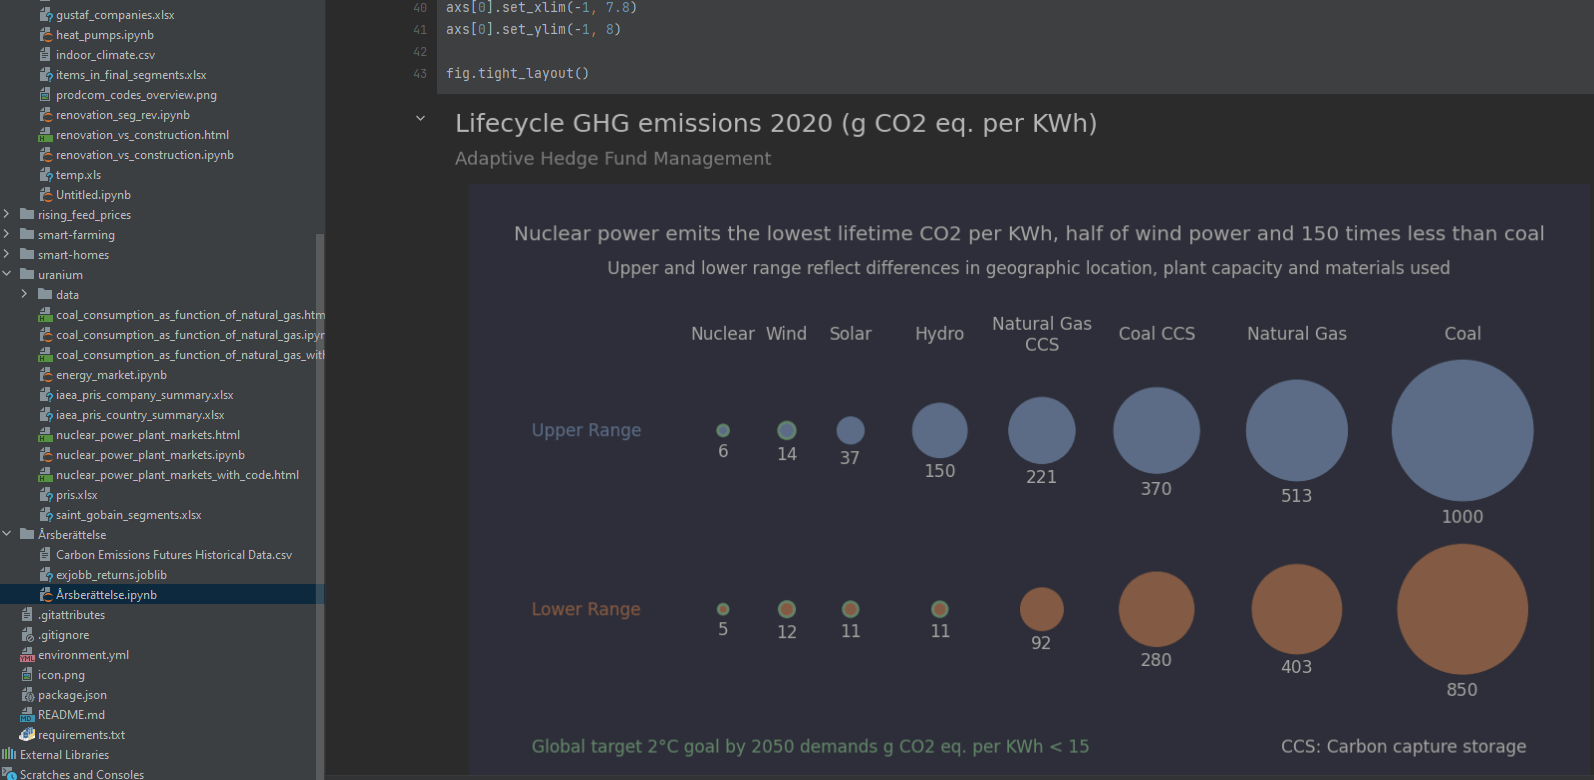 gustaf_companies.xlsx
heat_pumps.ipynb
indoor_climate.csv
items_in_final_segments.xlsx
prodcom_codes_overview.png
renovation_seg_rev.ipynb
renovation_vs_construction.html
renovation_vs_construction.ipynb
temp.xls
Untitled.ipynb
rising_feed_prices
smart-farming
smart-homes
uranium
data
coal_consumption_as_function_of_natural_gas.htm
coal_consumption_as_function_of_natural_gas.ipyr
coal_consumption_as_function_of_natural_gas_wit
energy_market.ipynb
iaea_pris_company_summary.xlsx
iaea_pris_country_summary.xlsx
nuclear_power_plant_markets.html
nuclear_power_plant_markets.ipynb
nuclear_power_plant_markets_with_code.html
pris.xlsx
saint_gobain_segments.xlsx
Årsberättelse
Carbon Emissions Futures Historical Data.csv
exjobb_returns.joblib
Årsberättelse.ipynb
.gitattributes
.gitignore
environment.yml
icon.png
package.json
README.md
requirements.txt
External Libraries
Scratches and Consoles
40 axs[0].set_xlim(-1, 7.8)
41 axs[0].set_ylim(-1, 8)
42
43 fig.tight_layout()
Lifecycle GHG emissions 2020 (g CO2 eq. per KWh)
Adaptive Hedge Fund Management
Nuclear power emits the lowest lifetime CO2 per KWh, half of wind power and 150 times less than coal
Upper and lower range reflect differences in geographic location, plant capacity and materials used
Nuclear Wind Solar Hydro Natural Gas CCS Coal CCS Natural Gas Coal
Upper Range
6 14 37 150 221 370 513 1000
Lower Range
5 12 11 11 92 280 403 850
Global target 2°C goal by 2050 demands g CO2 eq. per KWh < 15
CCS: Carbon capture storage